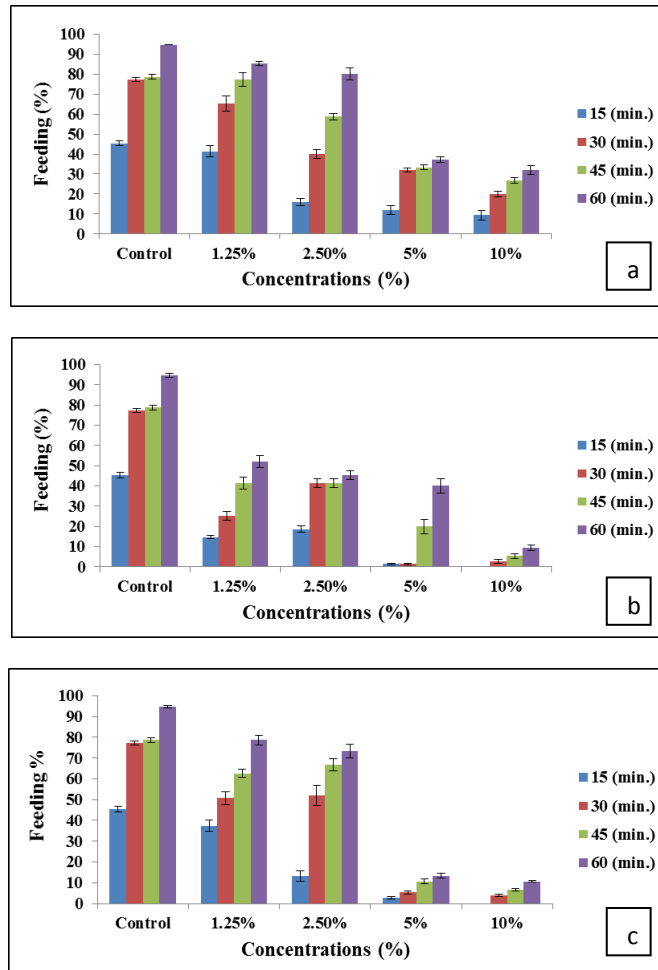 100
90
80
70
60
50
40
30
20
10
0
Feeding (%)
Control 1.25% 2.50% 5% 10%
Concentrations (%)
15 (min.)
30 (min.)
45 (min.)
60 (min.)
a
100
90
80
70
60
50
40
30
20
10
0
Feeding (%)
Control 1.25% 2.50% 5% 10%
Concentrations (%)
15 (min.)
30 (min.)
45 (min.)
60 (min.)
b
100
90
80
70
60
50
40
30
20
10
0
Feeding %
Control 1.25% 2.50% 5% 10%
Concentrations (%)
15 (min.)
30 (min.)
45 (min.)
60 (min.)
c